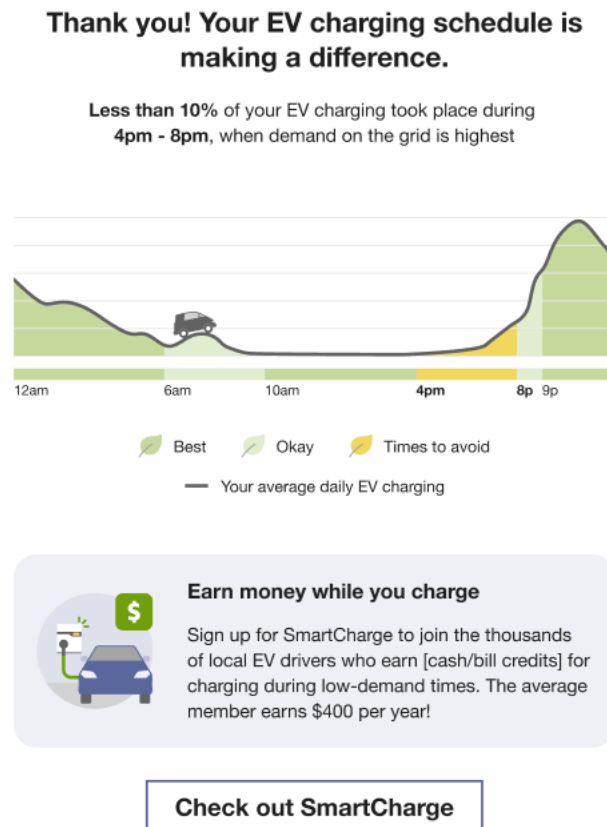 Thank you! Your EV charging schedule is
making a difference.
Less than 10% of your EV charging took place during
4pm - 8pm, when demand on the grid is highest
12am 6am 10am 4pm 8p 9p
Best Okay Times to avoid
Your average daily EV charging
$
Earn money while you charge
Sign up for SmartCharge to join the thousands
of local EV drivers who earn [cash/bill credits] for
charging during low-demand times. The average
member earns $400 per year!
Check out SmartCharge